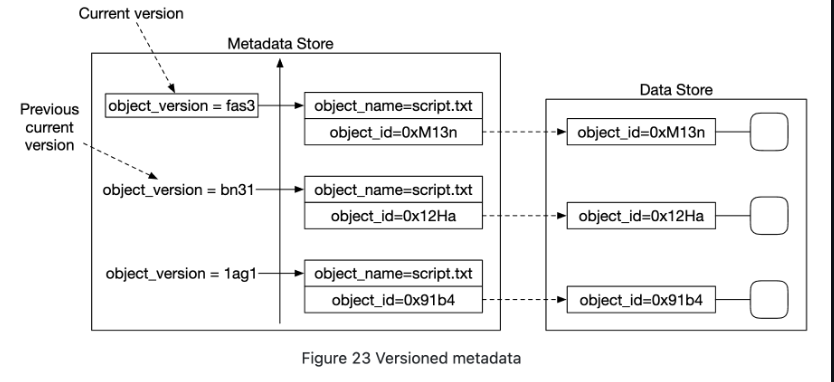 Current version
Metadata Store
Data Store
object_version = fas3
object_name=script.txt
object_id=0xM13n
object_id=0xM13n
Previous
current
version
object_version = bn31
object_name=script.txt
object_id=0x12Ha
object_id=0x12Ha
object_version = 1ag1
object_name=script.txt
object_id=0x91b4
object_id=0x91b4
Figure 23 Versioned metadata